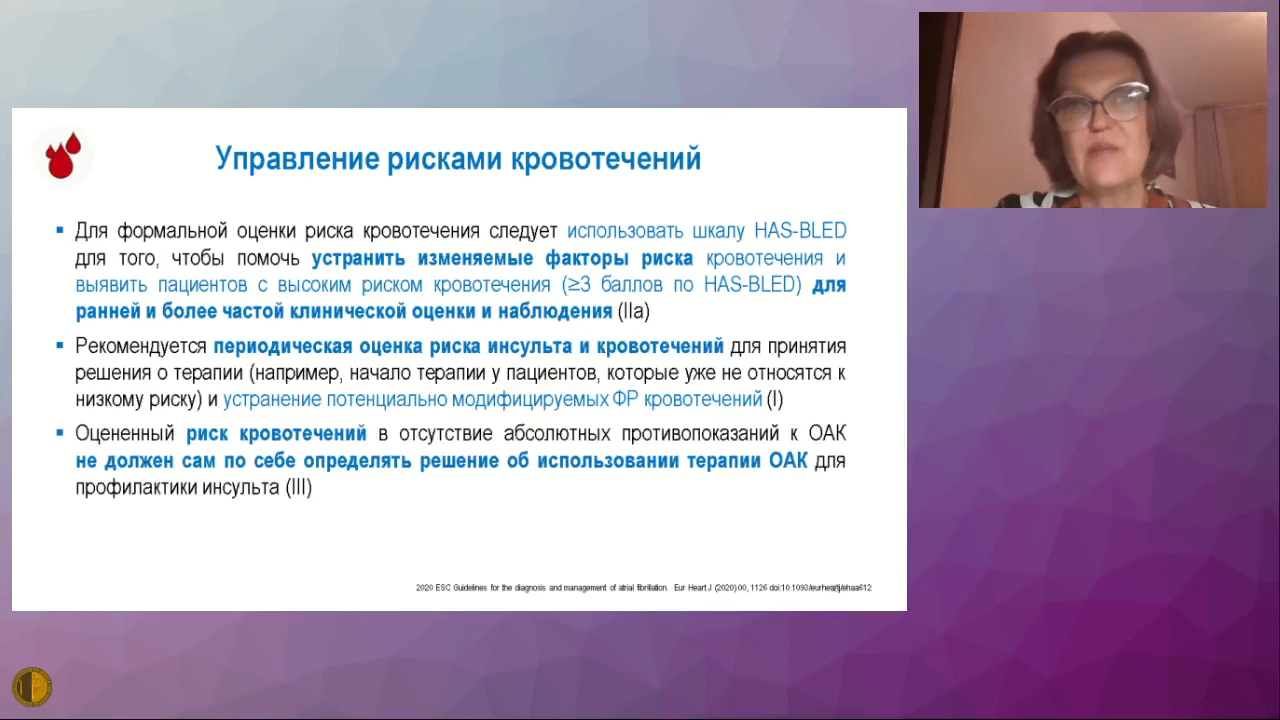 Управление рисками кровотечений
▪ Для формальной оценки риска кровотечения следует использовать шкалу HAS-BLED
для того, чтобы помочь устранить изменяемые факторы риска кровотечения и
выявить пациентов с высоким риском кровотечения (≥3 баллов по HAS-BLED) для
ранней и более частой клинической оценки и наблюдения (IIa)
▪ Рекомендуется периодическая оценка риска инсульта и кровотечений для принятия
решения о терапии (например, начало терапии у пациентов, которые уже не относятся к
низкому риску) и устранение потенциально модифицируемых ФР кровотечений (I)
▪ Оцененный риск кровотечений в отсутствие абсолютных противопоказаний к ОАК
не должен сам по себе определять решение об использовании терапии ОАК для
профилактики инсульта (III)
2020 ESC Guidelines for the diagnosis and management of atrial fibrillation. Eur Heart J (2020) 00, 1126 doi:10.1093/eurheartj/ehaa612